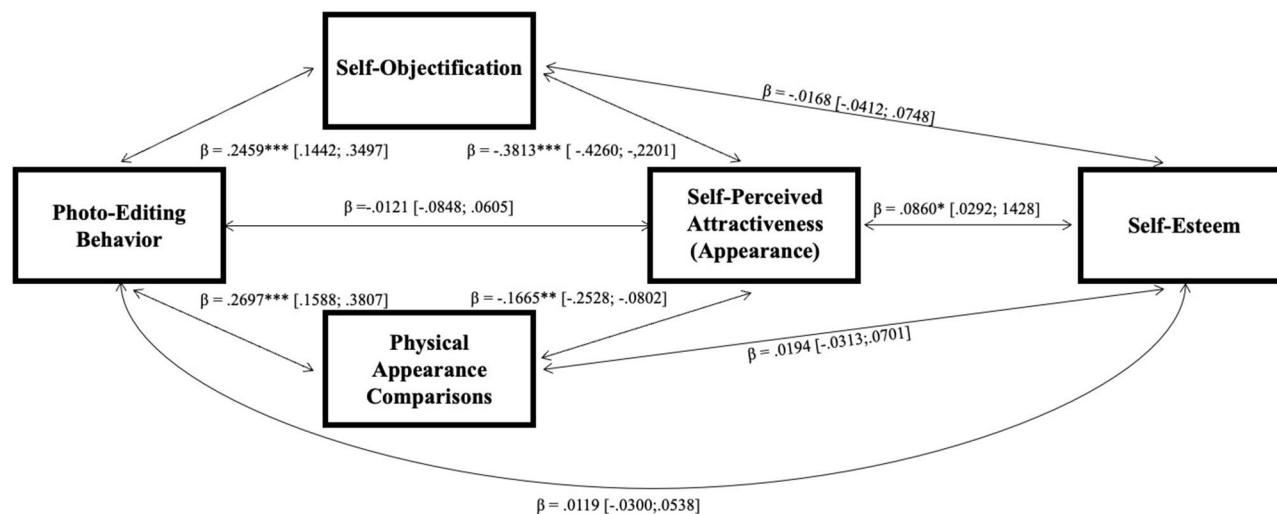 Self-Objectification
β = -.0168 [-.0412; .0748]
β = .2459*** [.1442; .3497]
β = -.3813*** [ -.4260; -,2201]
Photo-Editing
Behavior
β =-.0121 [-.0848; .0605]
Self-Perceived
Attractiveness
(Appearance)
β = .0860* [.0292; 1428]
Self-Esteem
β = .2697*** [.1588; .3807]
β = -.1665** [-.2528; -.0802]
Physical
Appearance
Comparisons
β = .0194 [-.0313;.0701]
β = .0119 [-.0300;.0538]